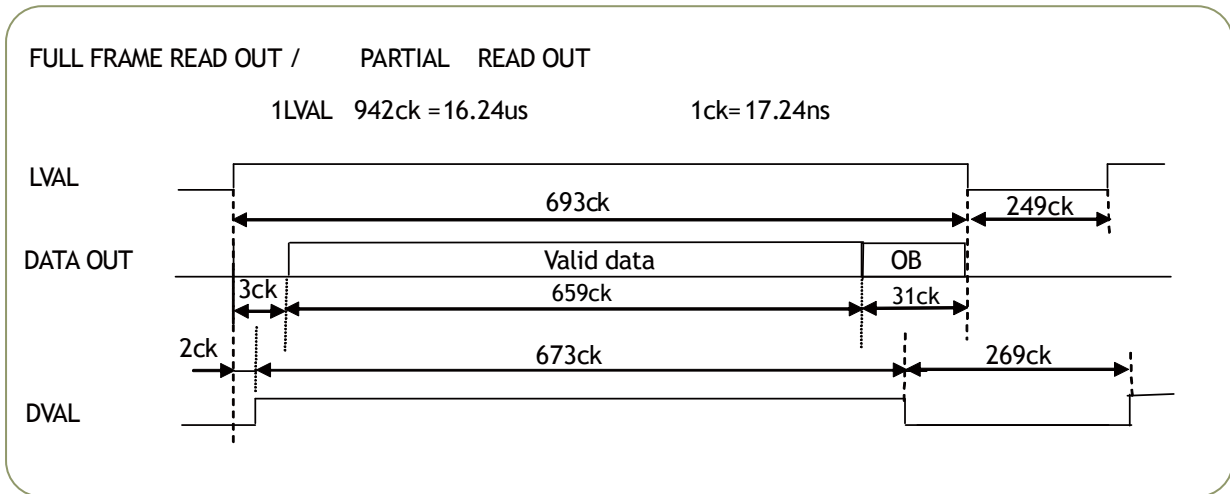 FULL FRAME READ OUT / PARTIAL READ OUT
1LVAL 942ck =16.24us 1ck=17.24ns
LVAL
693ck
249ck
DATA OUT
Valid data
OB
3ck
659ck
31ck
2ck
673ck
269ck
DVAL